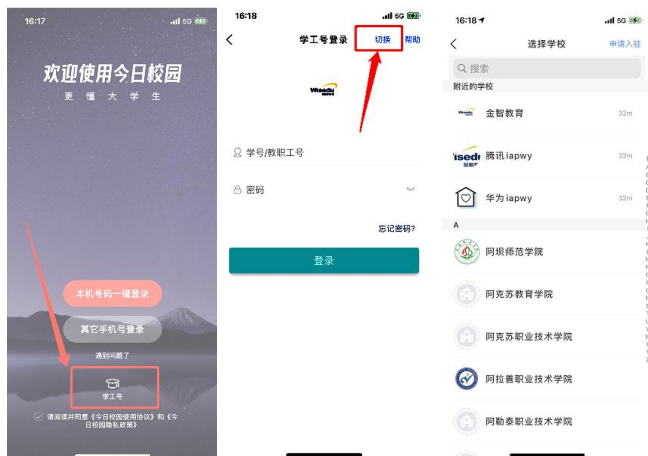 16:17
5G
欢迎使用今日校园
更懂大学生
本机号码一键登录
其它手机号登录
遇到问题了
学工号
请阅读并同意《今日校园使用协议》和《今
日校园隐私政策》
16:18
5G
学工号登录
切换
帮助
Wisedu
学号/教职工号
密码
忘记密码?
登录
16:18
5G
选择学校
申请入驻
搜索
附近的学校
金智教育
32m
isedu
腾讯iapwy
32m
华为iapwy
32m
A
阿坝师范学院
阿克苏教育学院
阿克苏职业技术学院
阿拉善职业技术学院
阿勒泰职业技术学院